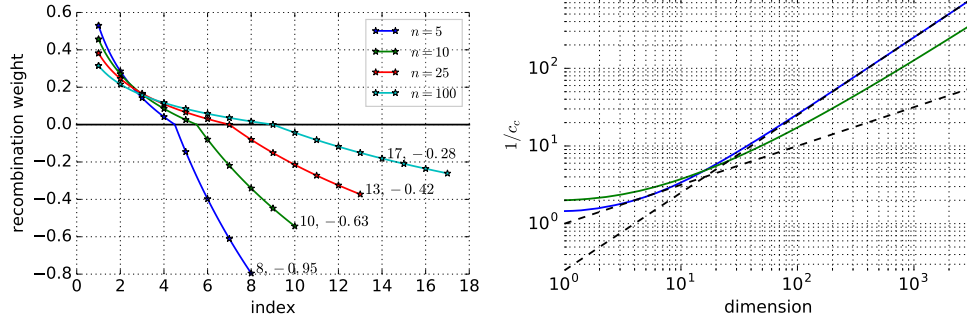 recombination weight
0.6
0.4
0.2
0.0
−0.2
−0.4
−0.6
−0.8
n = 5
n = 10
n = 25
n = 100
17, −0.28
13, −0.42
10, −0.63
8, −0.95
0 2 4 6 8 10 12 14 16 18
index
1/c_c
10^2
10^1
10^0
10^0 10^1 10^2 10^3
dimension